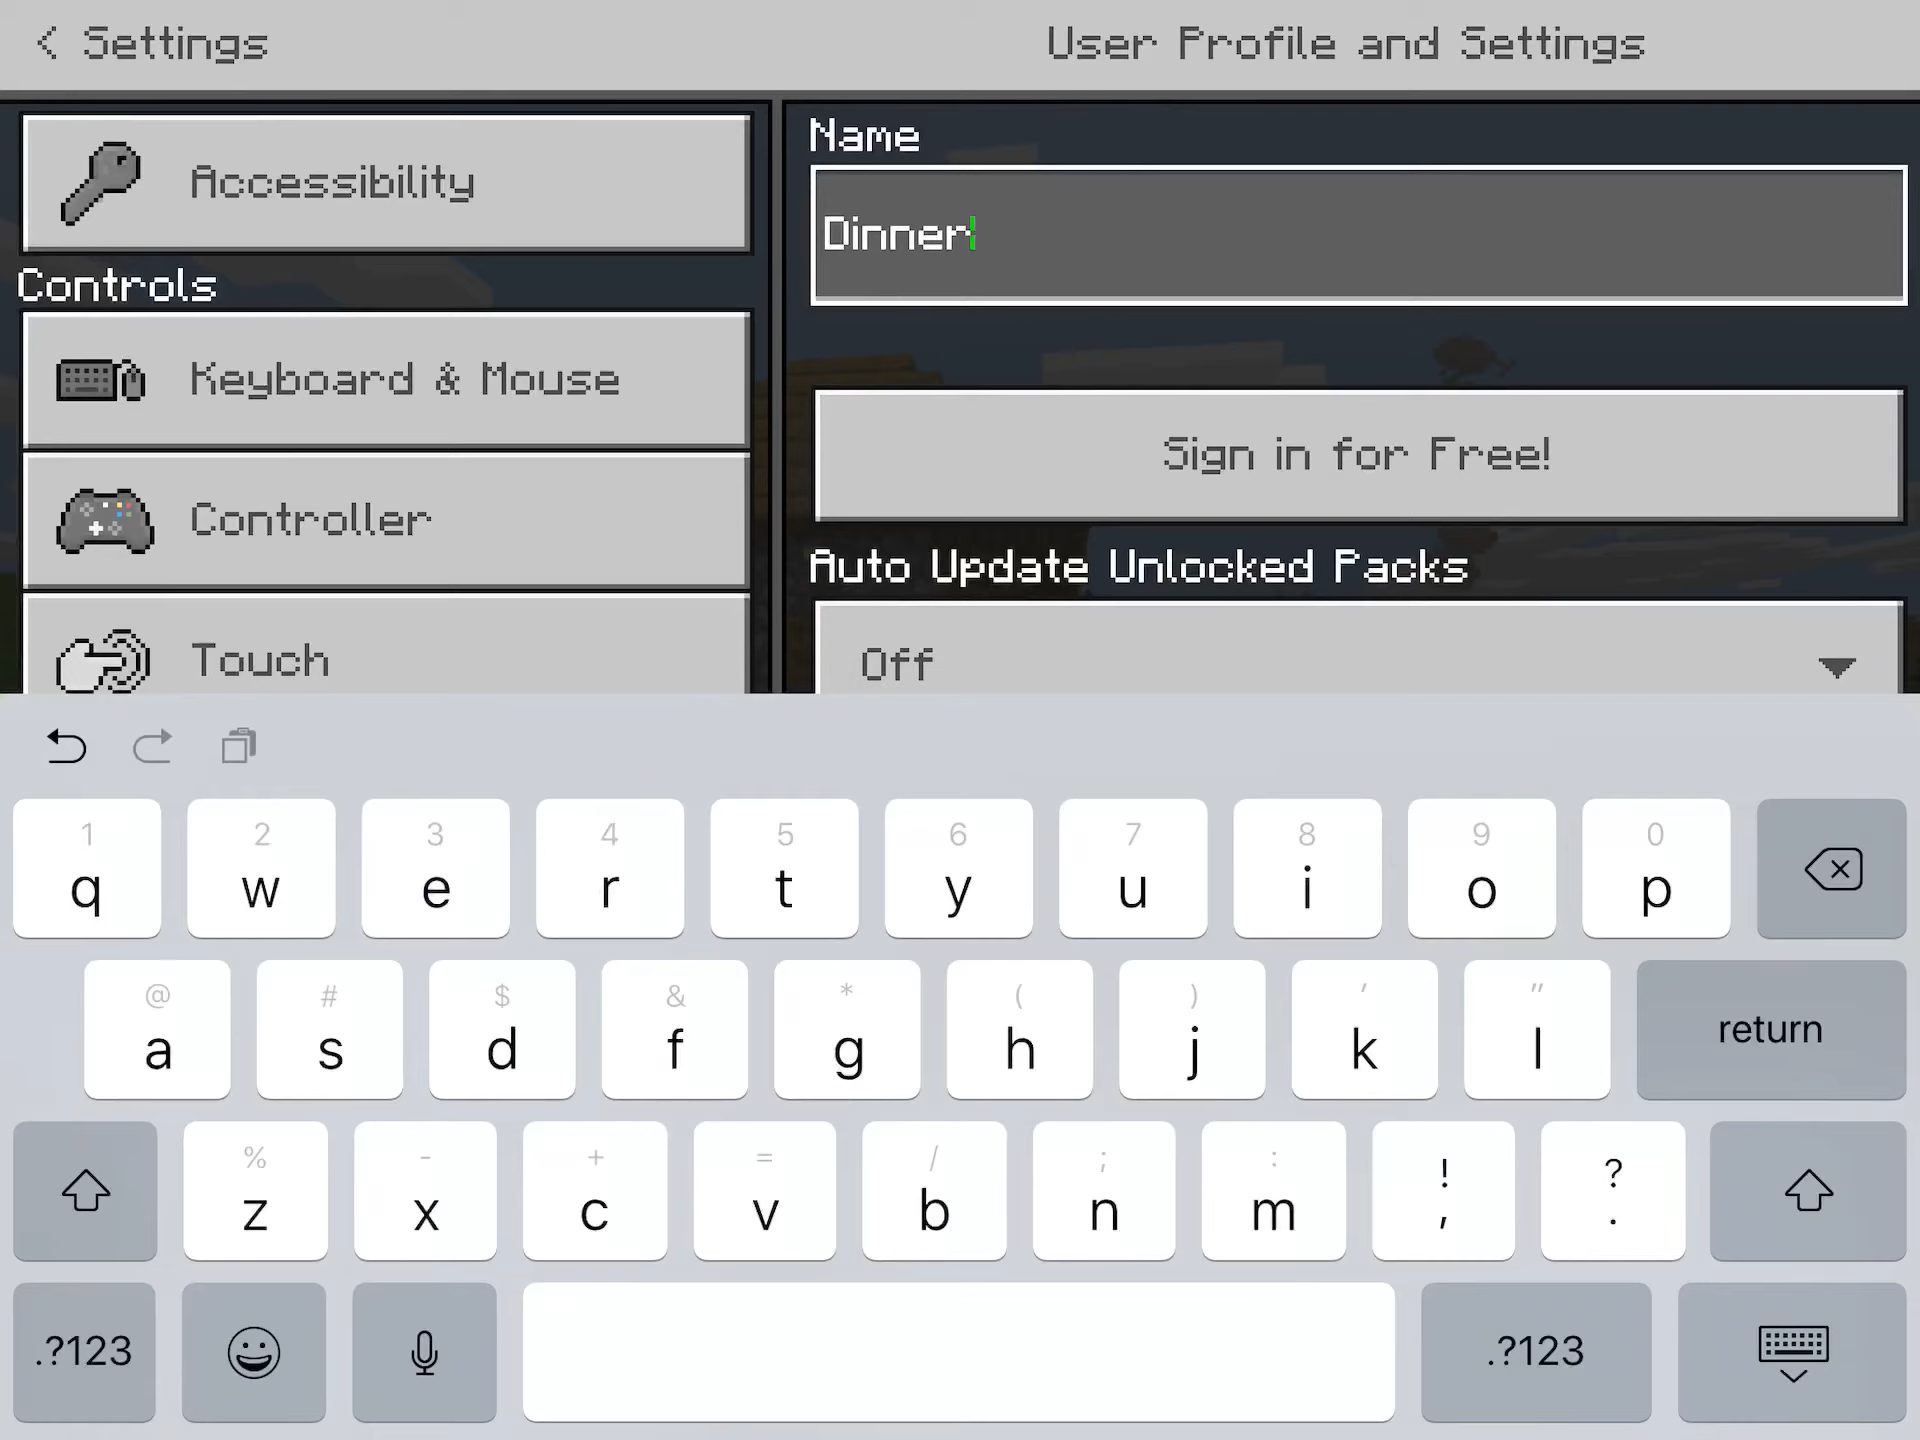 < Settings
User Profile and Settings
Accessibility
Controls
Keyboard & Mouse
Controller
Touch
Name
Dinner
Sign in for Free!
Auto Update Unlocked Packs
Off
1 2 3 4 5 6 7 8 9 0
q w e r t y u i o p
@ # $ & * ( ) ' "
a s d f g h j k l return
% - + = / ; : ! ?
z x c v b n m , .
.?123 .?123